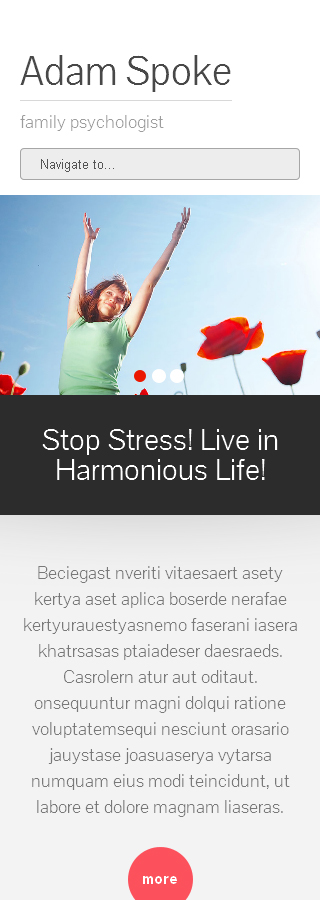 Adam Spoke
family psychologist
Navigate to...
Stop Stress! Live in
Harmonious Life!
Beciegast nveriti vitaesaert asety
kertya aset aplica boserde nerafae
kertyurauestyasnemo faserani iasera
khatrsasas ptaiadeser daesraeds.
Casrolern atur aut oditaut.
onsequuntur magni dolqui ratione
voluptatemsequi nesciunt orasario
jauystase joasuaserya vytarsa
numquam eius modi teincidunt, ut
labore et dolore magnam liaseras.
more